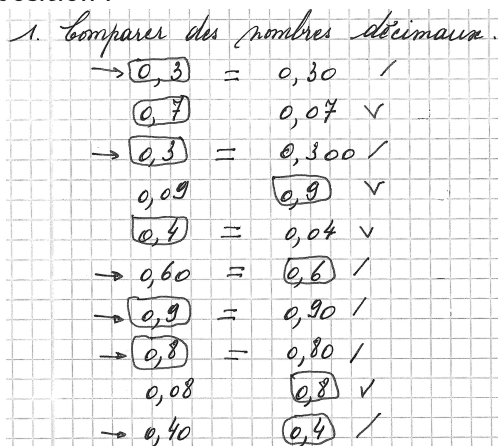 1. Comparer des nombres décimaux.
→ 0,3 = 0,30 /
0,7 0,07 v
→ 0,3 = 0,300 /
0,09 0,9 v
0,4 = 0,04 v
→ 0,60 = 0,6 /
→ 0,9 = 0,90 /
→ 0,8 = 0,80 /
0,08 0,8 v
→ 0,40 0,4 /